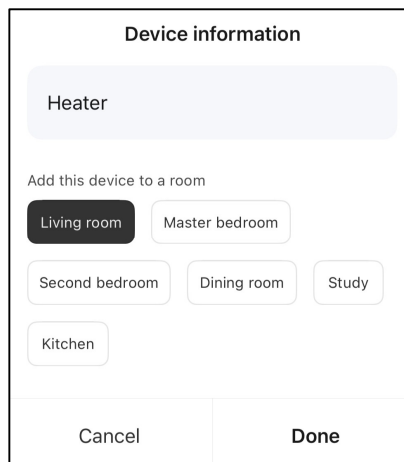 Device information
Heater
Add this device to a room
Living room
Master bedroom
Second bedroom
Dining room
Study
Kitchen
Cancel
Done